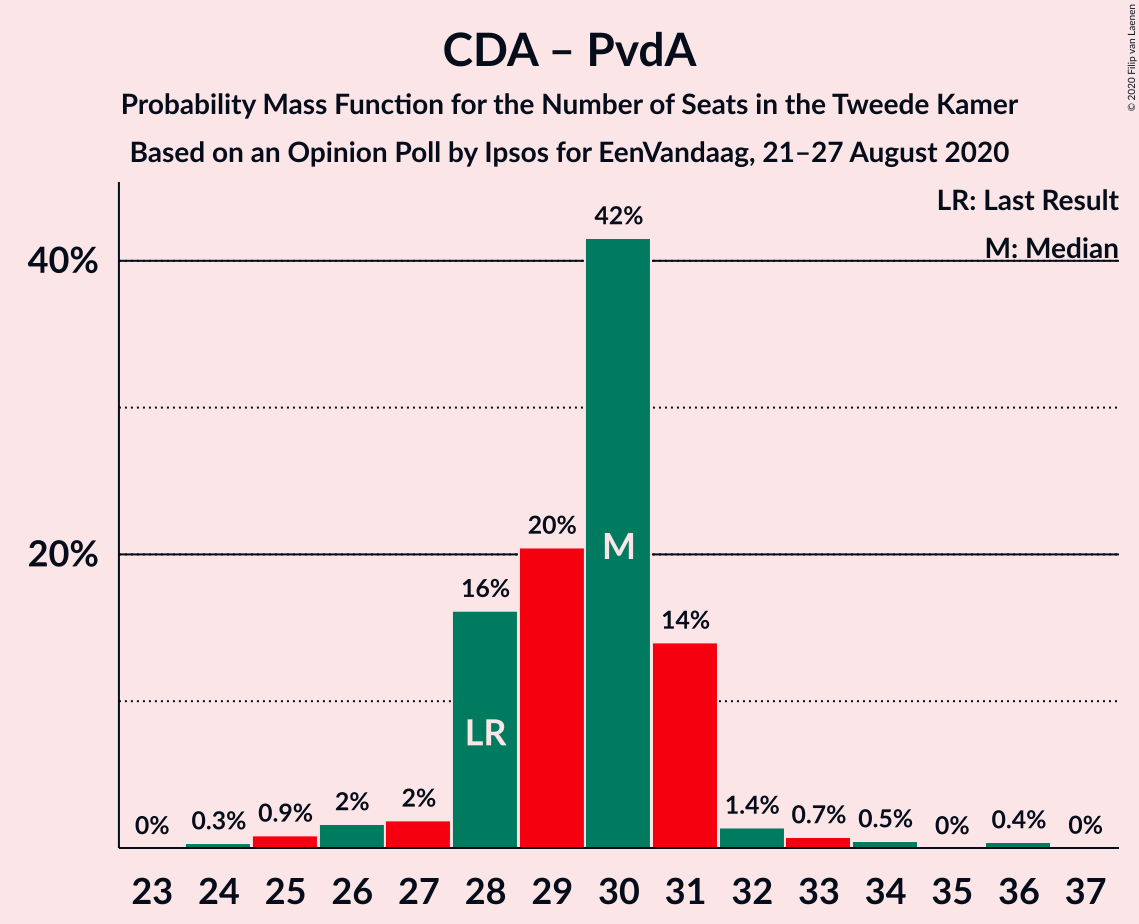 CDA – PvdA
Probability Mass Function for the Number of Seats in the Tweede Kamer
Based on an Opinion Poll by Ipsos for EenVandaag, 21–27 August 2020
© 2020 Filip van Laenen
LR: Last Result
M: Median
40%
20%
0%
0.3%
0.9%
2%
2%
16%
20%
42%
14%
1.4%
0.7%
0.5%
0%
0.4%
0%
LR
M
23 24 25 26 27 28 29 30 31 32 33 34 35 36 37